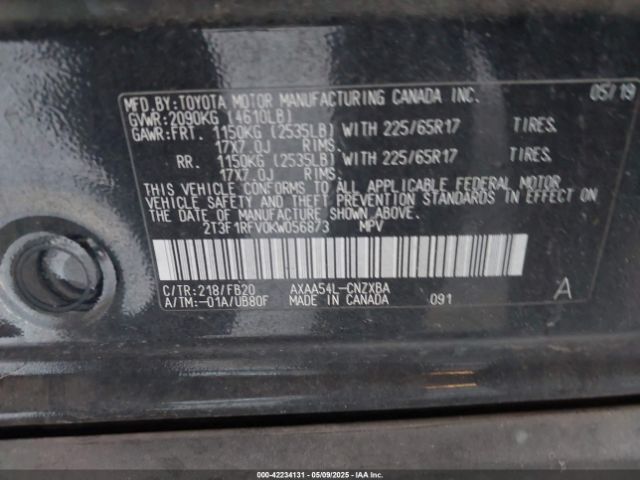 MFD.BY:TOYOTA MOTOR MANUFACTURING CANADA INC. 05/19
GVWR:2090KG (4610LB)
GAWR:FRT. 1150KG (2535LB) WITH 225/65R17 TIRES.
17X7.0J RIMS.
RR. 1150KG (2535LB) WITH 225/65R17 TIRES.
17X7.0J RIMS.
THIS VEHICLE CONFORMS TO ALL APPLICABLE FEDERAL MOTOR
VEHICLE SAFETY AND THEFT PREVENTION STANDARDS IN EFFECT ON
THE DATE OF MANUFACTURE SHOWN ABOVE.
2T3F1RFV0KW056873 MPV
C/TR:218/FB20 AXAA54L-CNZXBA
A/TM:-01A/UB80F MADE IN CANADA 091 A
000-42234131 - 05/09/2025 - IAAI.COM